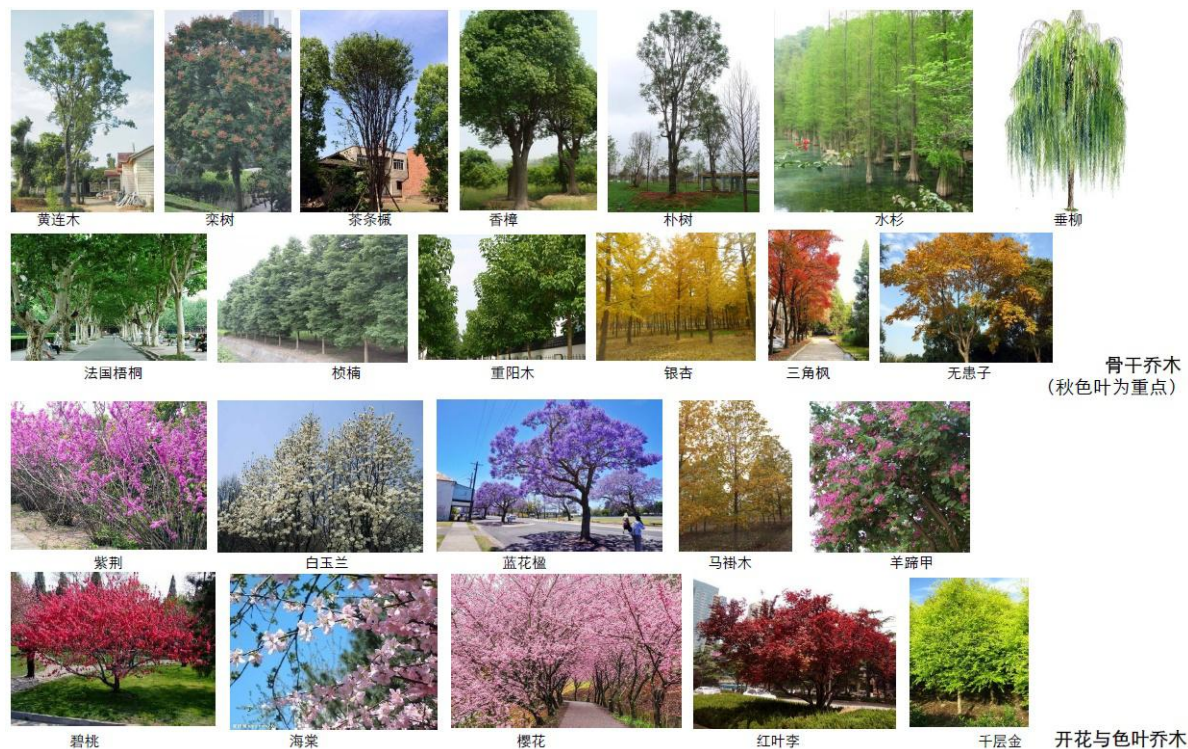 黄连木
栾树
茶条槭
香樟
朴树
水杉
垂柳
法国梧桐
桢楠
重阳木
银杏
三角枫
无患子
骨干乔木
（秋色叶为重点）
紫荆
白玉兰
蓝花楹
马褂木
羊蹄甲
碧桃
海棠
樱花
红叶李
千层金
开花与色叶乔木